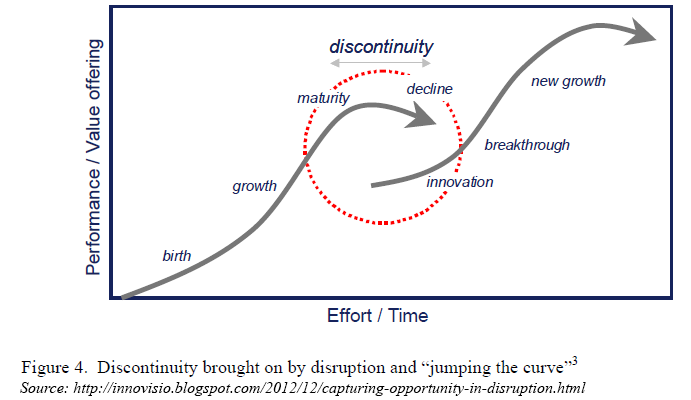 discontinuity
maturity
decline
new growth
breakthrough
growth
innovation
birth
Performance / Value offering
Effort / Time
Figure 4.  Discontinuity brought on by disruption and “jumping the curve”3
Source: http://innovisio.blogspot.com/2012/12/capturing-opportunity-in-disruption.html